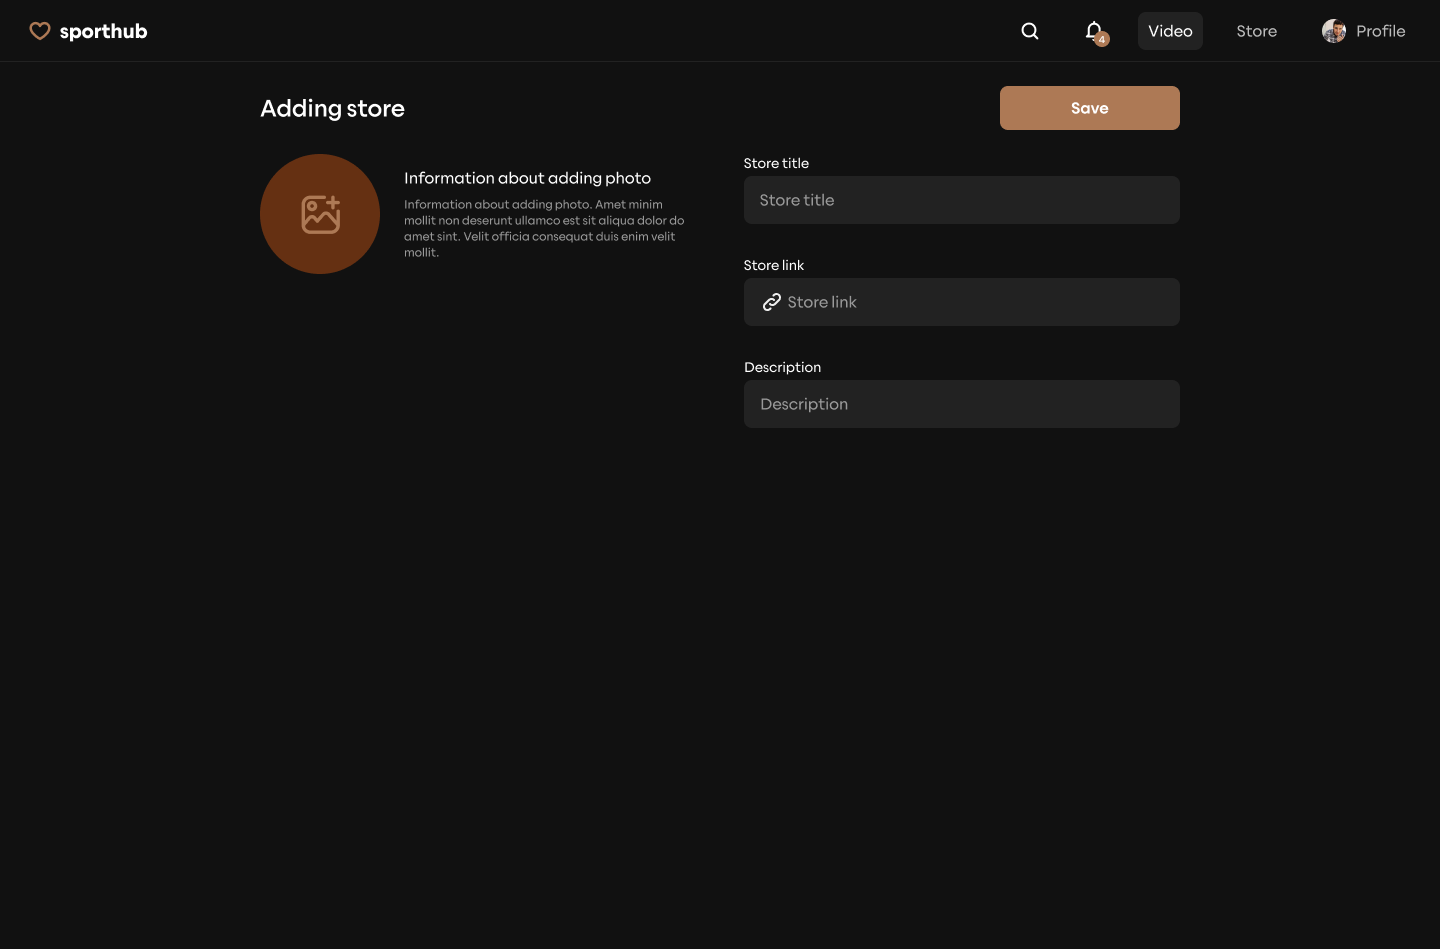 sporthub
4
Video
Store
Profile
Adding store
Save
Information about adding photo
Information about adding photo. Amet minim
mollit non deserunt ullamco est sit aliqua dolor do
amet sint. Velit officia consequat duis enim velit
mollit.
Store title
Store title
Store link
Store link
Description
Description